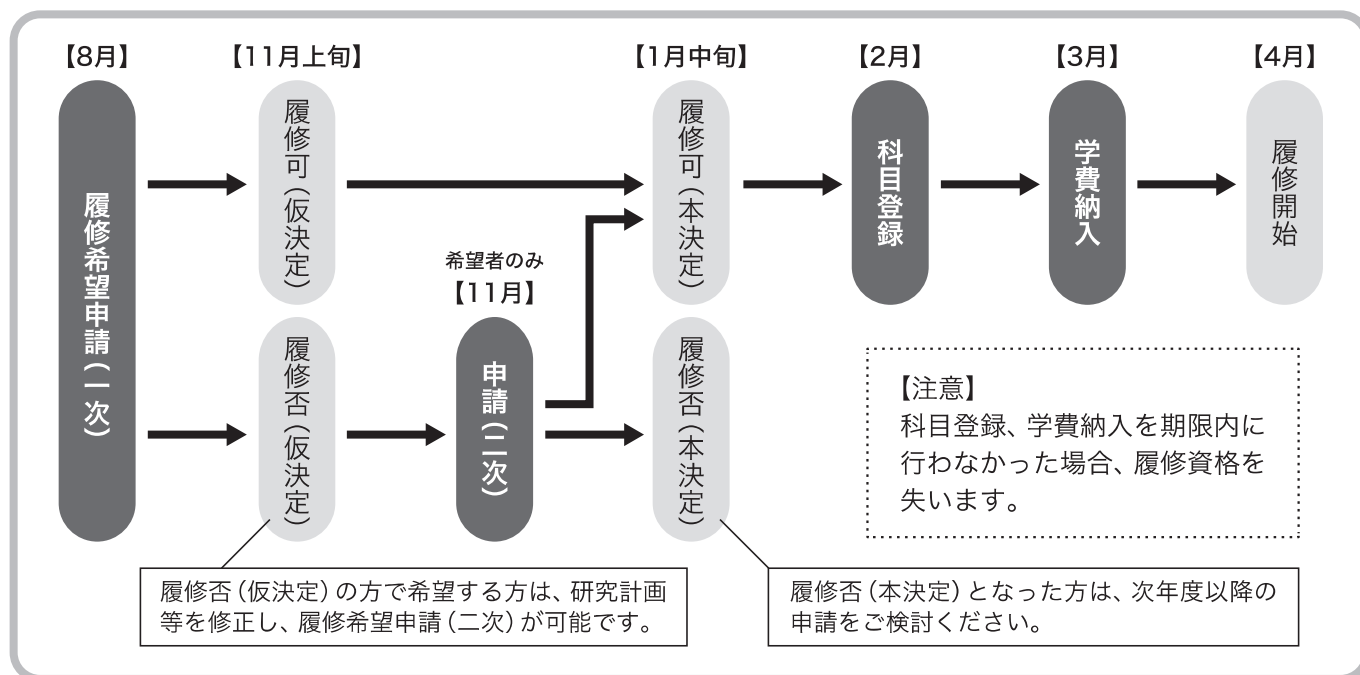 【8月】
履修希望申請(一次)
【11月上旬】
履修可(仮決定)
履修否(仮決定)
希望者のみ
【11月】
申請(二次)
【1月中旬】
履修可(本決定)
履修否(本決定)
【2月】
科目登録
【3月】
学費納入
【4月】
履修開始
【注意】
科目登録、学費納入を期限内に
行わなかった場合、履修資格を
失います。
履修否(仮決定)の方で希望する方は、研究計画
等を修正し、履修希望申請(二次)が可能です。
履修否(本決定)となった方は、次年度以降の
申請をご検討ください。